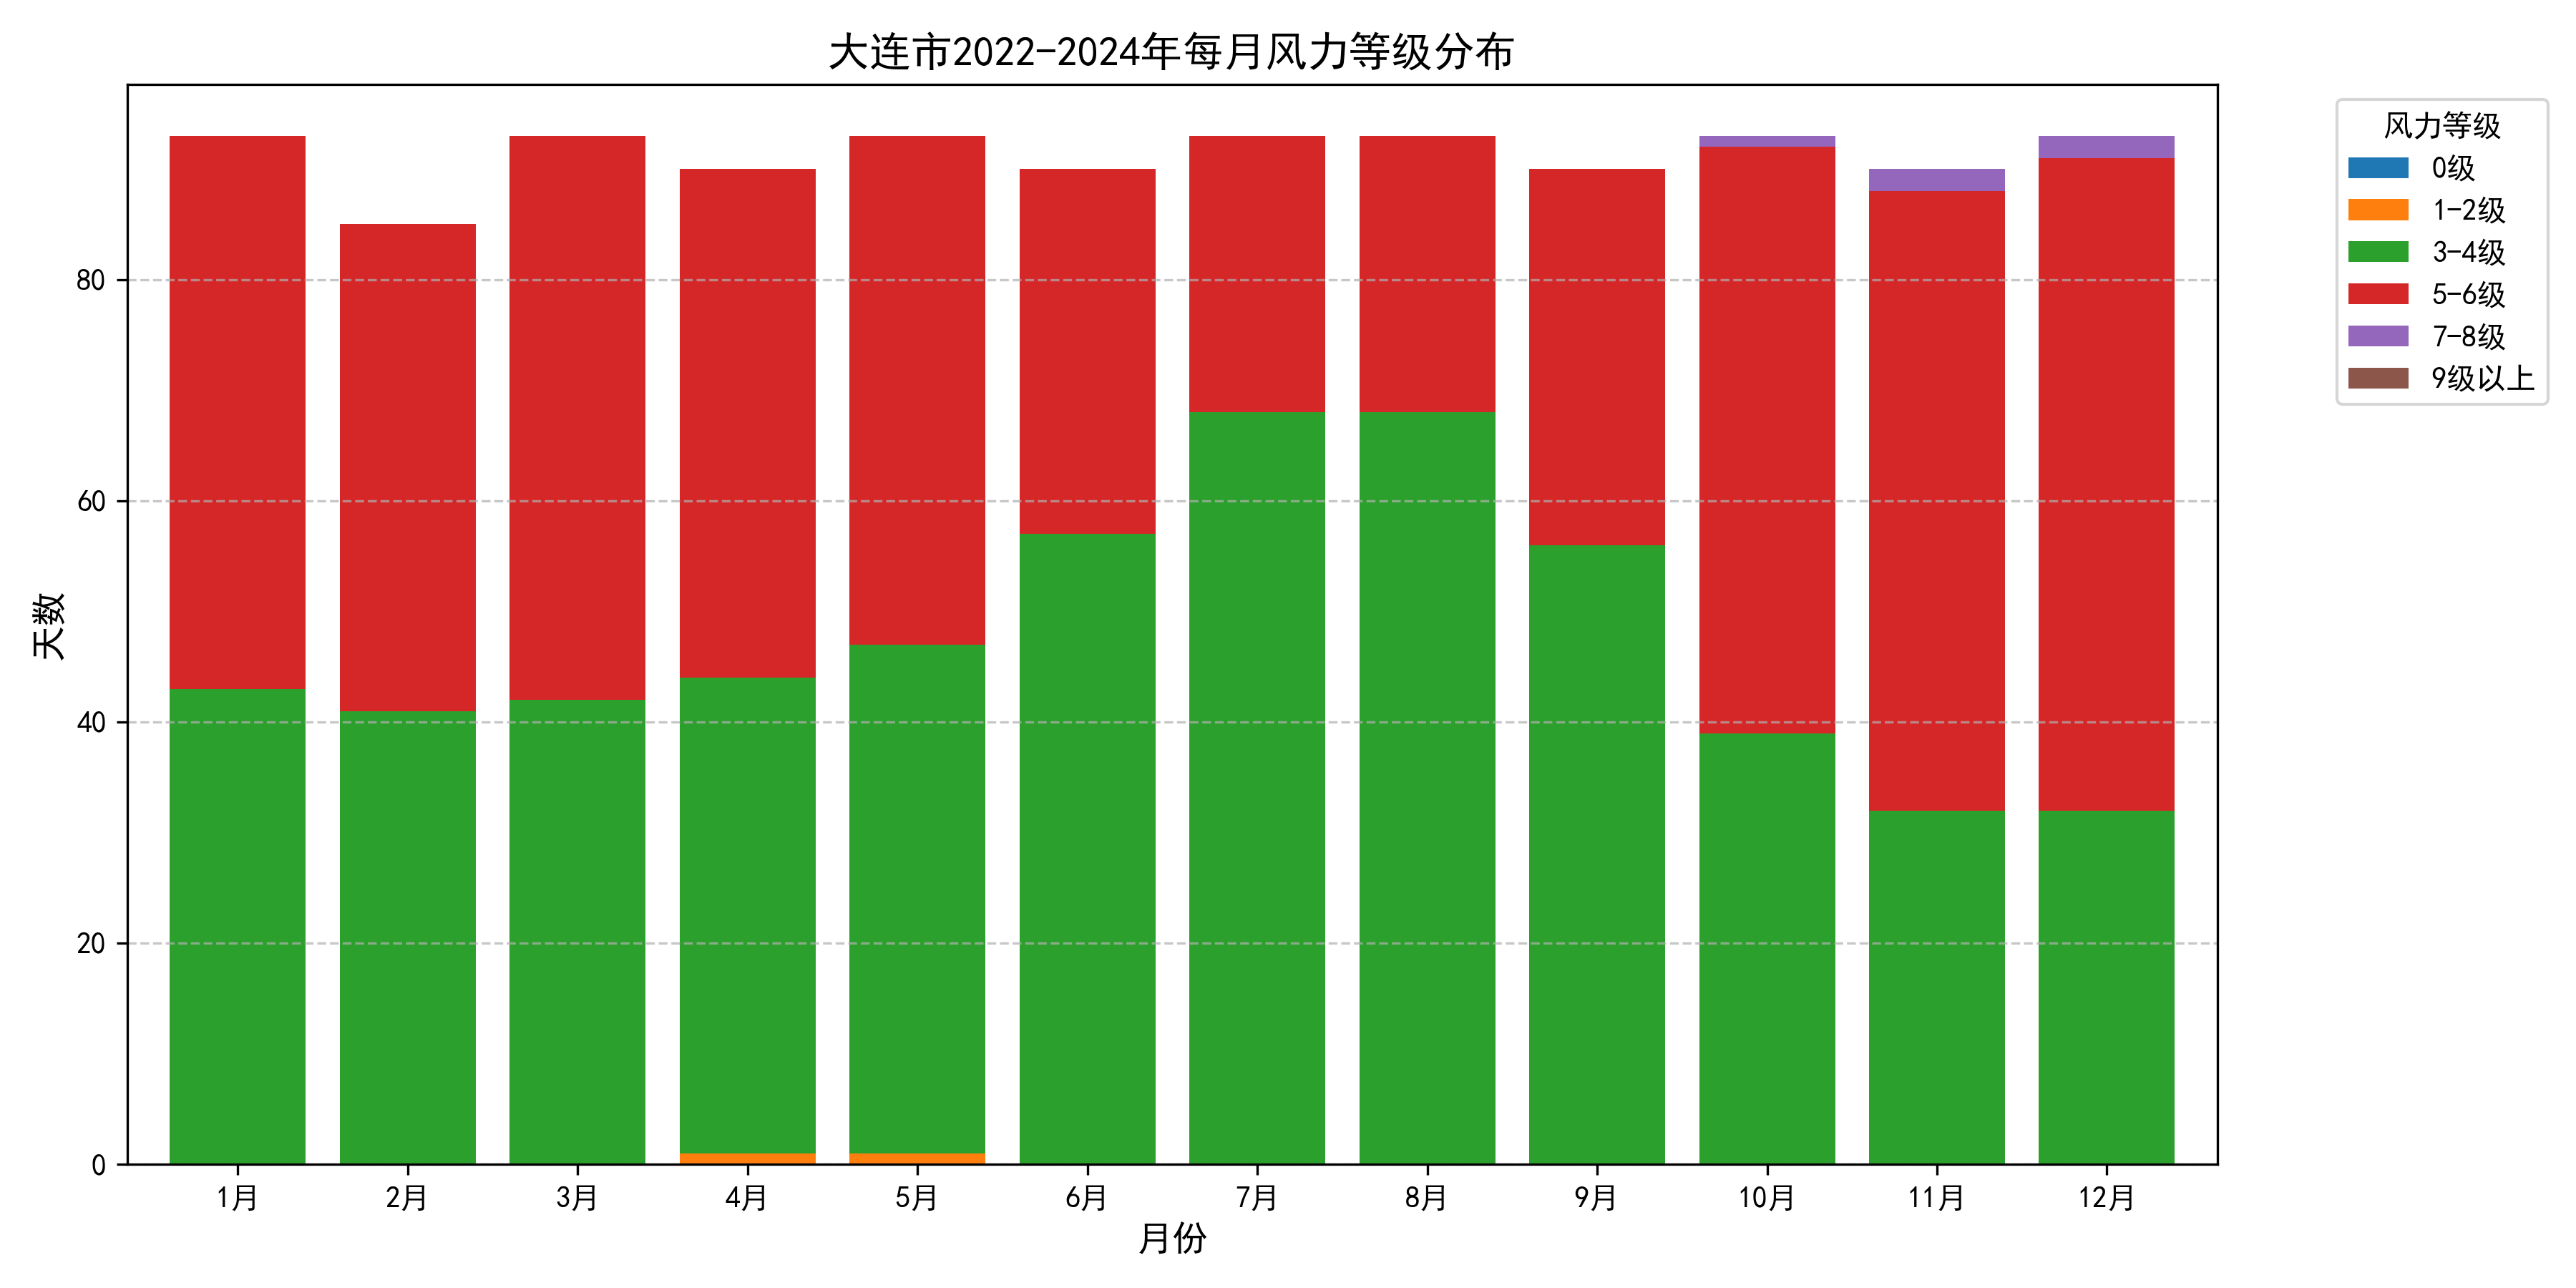 大连市2022-2024年每月风力等级分布
风力等级
0级
1-2级
3-4级
5-6级
7-8级
9级以上
天数
80
60
40
20
0
1月 2月 3月 4月 5月 6月 7月 8月 9月 10月 11月 12月
月份